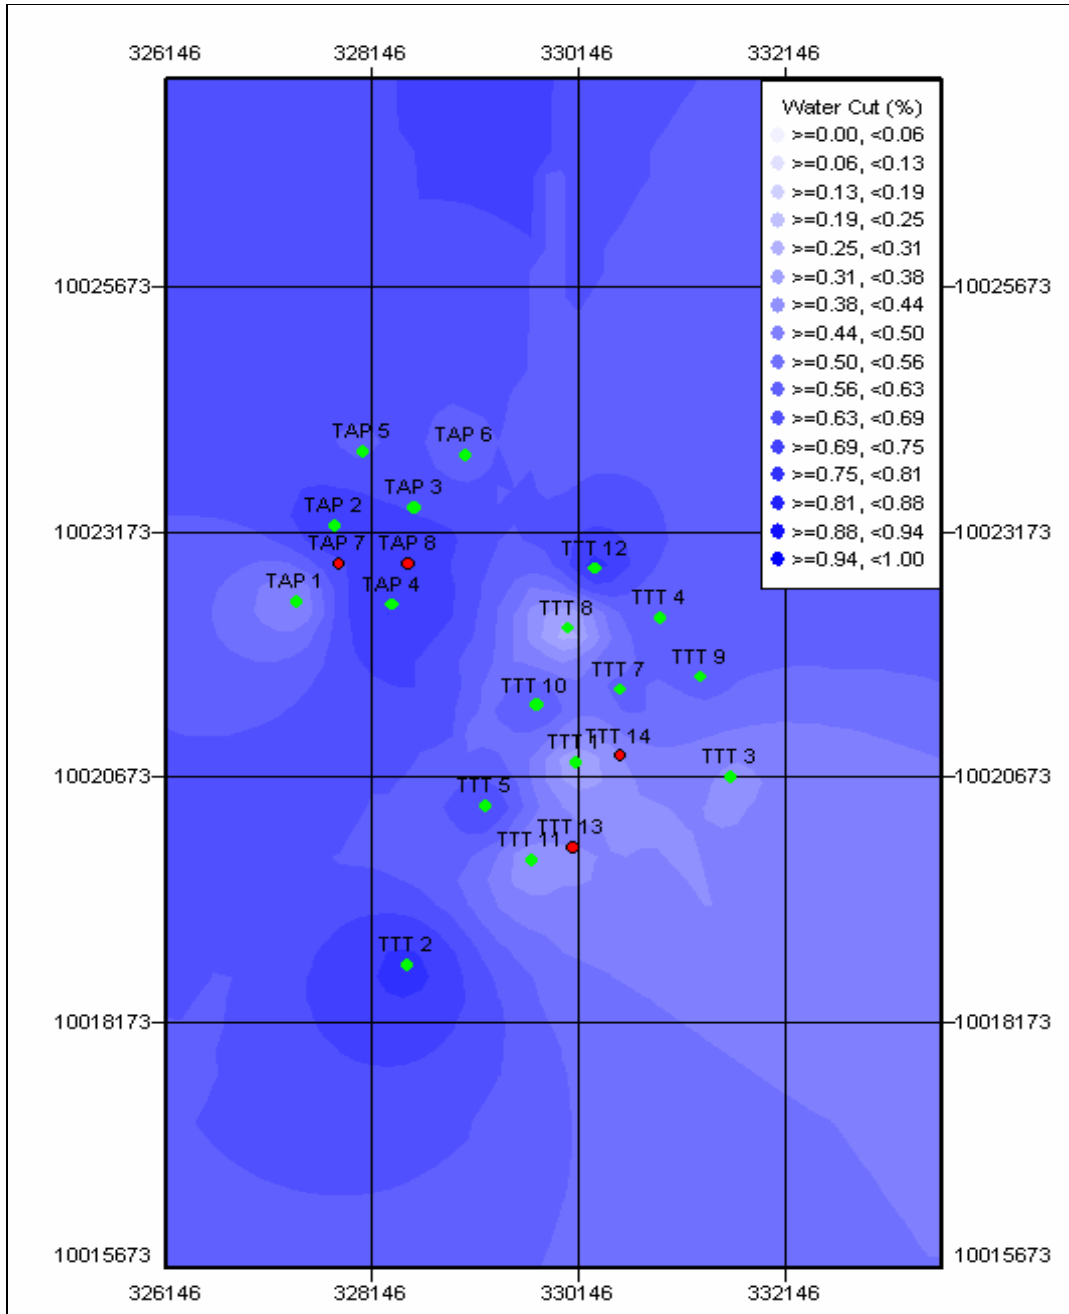 326146 328146 330146 332146
Water Cut (%)
>=0.00, <0.06
>=0.06, <0.13
>=0.13, <0.19
>=0.19, <0.25
>=0.25, <0.31
>=0.31, <0.38
>=0.38, <0.44
>=0.44, <0.50
>=0.50, <0.56
>=0.56, <0.63
>=0.63, <0.69
>=0.69, <0.75
>=0.75, <0.81
>=0.81, <0.88
>=0.88, <0.94
>=0.94, <1.00
10025673 10025673
TAP 5 TAP 6
TAP 3
TAP 2
10023173 10023173
TAP 7 TAP 8 TTT 12
TAP 1 TAP 4
TTT 8 TTT 4
TTT 7 TTT 9
TTT 10
TTT 1 TTT 14 TTT 3
10020673 10020673
TTT 5
TTT 11 TTT 13
TTT 2
10018173 10018173
10015673 10015673
326146 328146 330146 332146